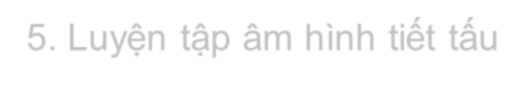 5. Luyện tập âm hình tiết tấu